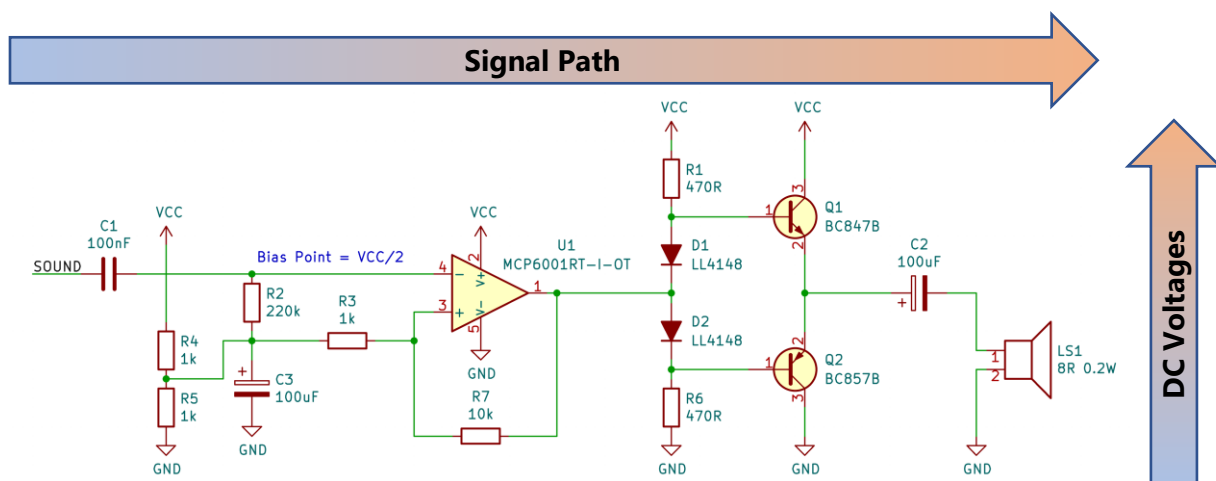 Signal Path
DC Voltages
SOUND
C1
100nF
VCC
R4
1k
R5
1k
GND
Bias Point = VCC/2
R2
220k
+
C3
100uF
GND
R3
1k
VCC
U1
MCP6001RT-I-OT
4
−
3
+
2
V+
V-
5
1
GND
R7
10k
VCC
R1
470R
D1
LL4148
D2
LL4148
R6
470R
GND
VCC
3
1
2
Q1
BC847B
2
1
3
Q2
BC857B
GND
C2
100uF
+
1
2
LS1
8R 0.2W
GND